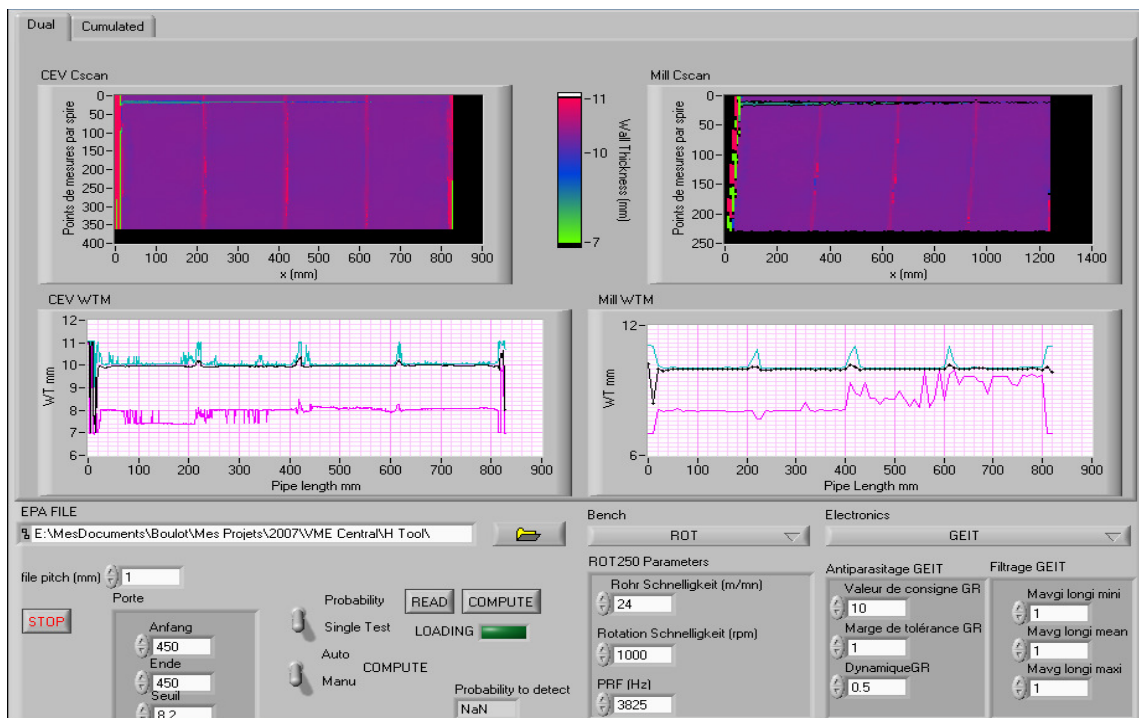 Dual Cumulated
CEV Cscan
Mill Cscan
Points de mesures par spire
0
50
100
150
200
250
300
350
400
0 100 200 300 400 500 600 700 800 900
x (mm)
11
10
7
Wall Thickness (mm)
Points de mesures par spire
0
50
100
150
200
250
0 200 400 600 800 1000 1200 1400
x (mm)
CEV WTM
Mill WTM
WT mm
12
11
10
9
8
7
6
0 100 200 300 400 500 600 700 800 900
Pipe length mm
WT mm
12
6
0 100 200 300 400 500 600 700 800 900
Pipe Length mm
EPA FILE
E:\MesDocuments\Boulot\Mes Projets\2007\VME Central\H Tool\
file pitch (mm) 1
STOP
Porte
Anfang
450
Ende
450
Seuil
8.2
Probability
Single Test
READ COMPUTE
LOADING
Auto
Manu
COMPUTE
Probability to detect
NaN
Bench
ROT
ROT250 Parameters
Rohr Schnelligkeit (m/mn)
24
Rotation Schnelligkeit (rpm)
1000
PRF (Hz)
3825
Electronics
GEIT
Antiparasitage GEIT
Valeur de consigne GR
10
Marge de tolérance GR
1
DynamiqueGR
0.5
Filtrage GEIT
Mavgi longi mini
1
Mavg longi mean
1
Mavg longi maxi
1